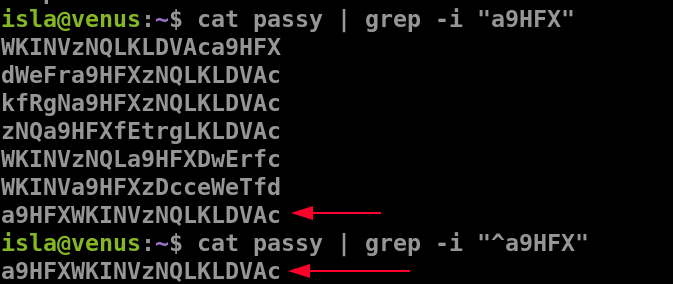 isla@venus:~$ cat passy | grep -i "a9HFX"
WKINVzNQLKLDVAca9HFX
dWeFra9HFXzNQLKLDVAc
kfRgNa9HFXzNQLKLDVAc
zNQa9HFXfEtrgLKLDVAc
WKINVzNQLa9HFXDwErfc
WKINVa9HFXzDcceWeTfd
a9HFXWKINVzNQLKLDVAc
isla@venus:~$ cat passy | grep -i "^a9HFX"
a9HFXWKINVzNQLKLDVAc